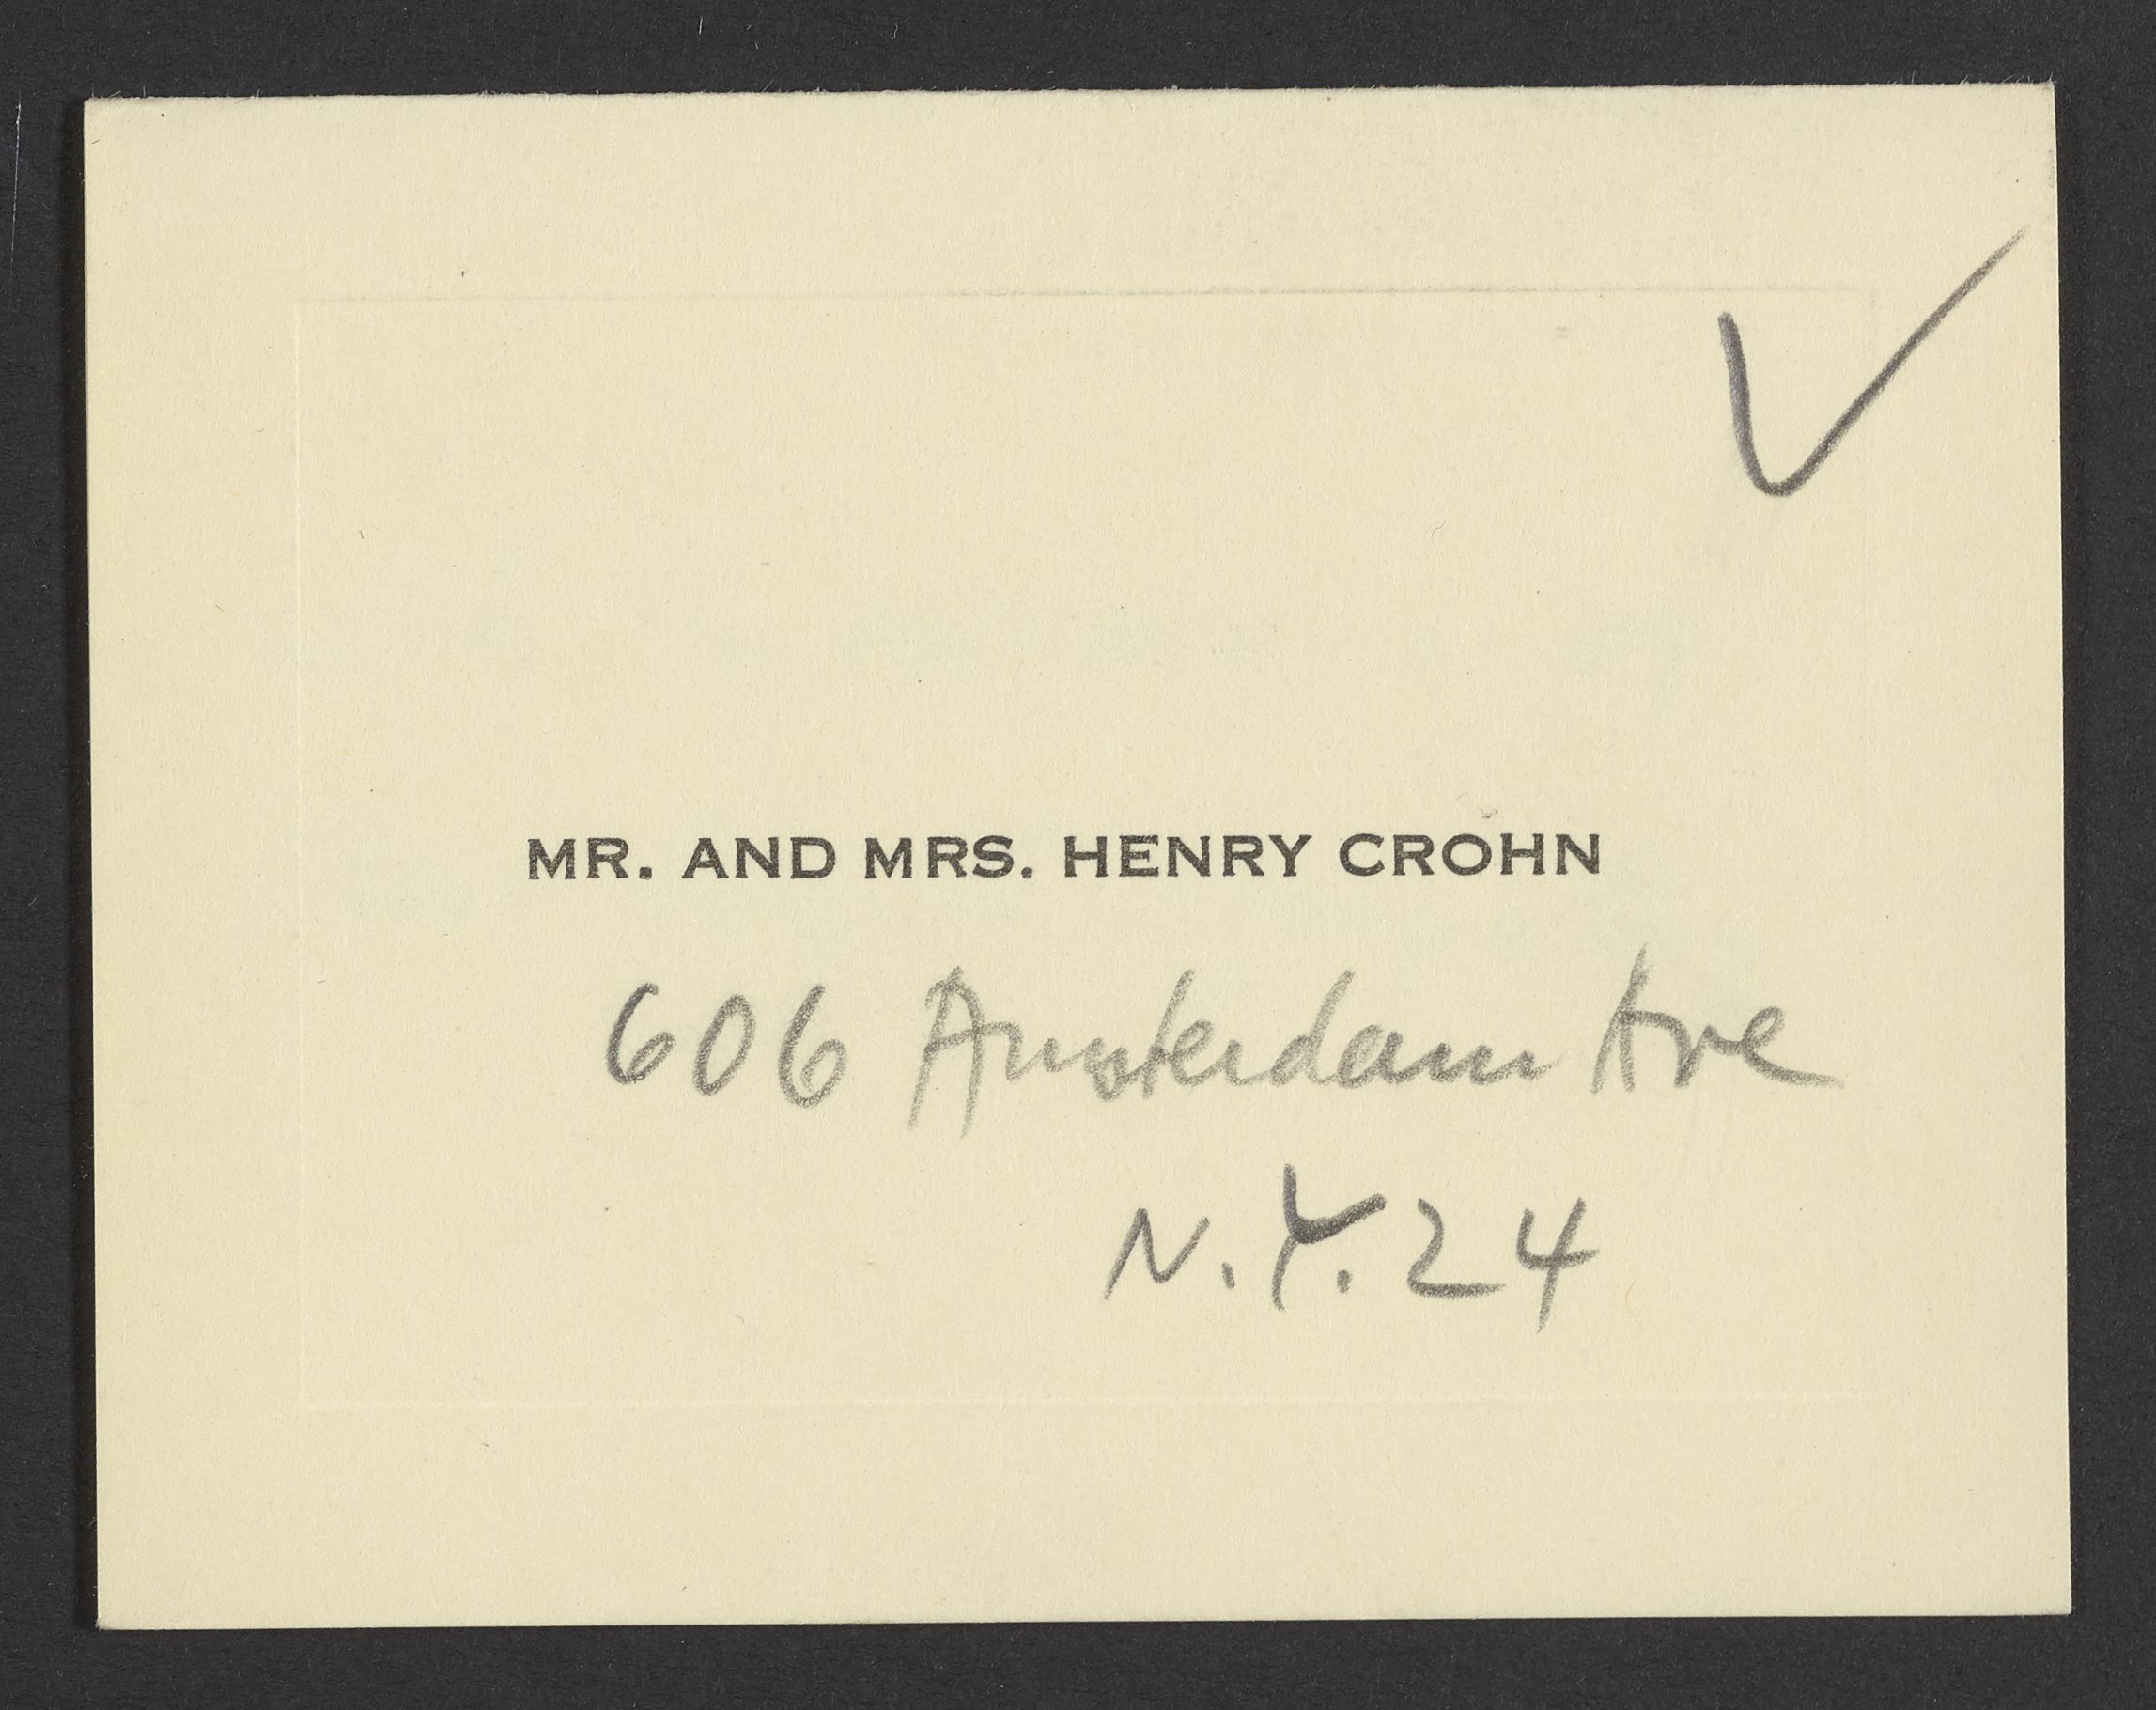 ✓
MR. AND MRS. HENRY CROHN
606 Amsterdam Ave
N.Y. 24